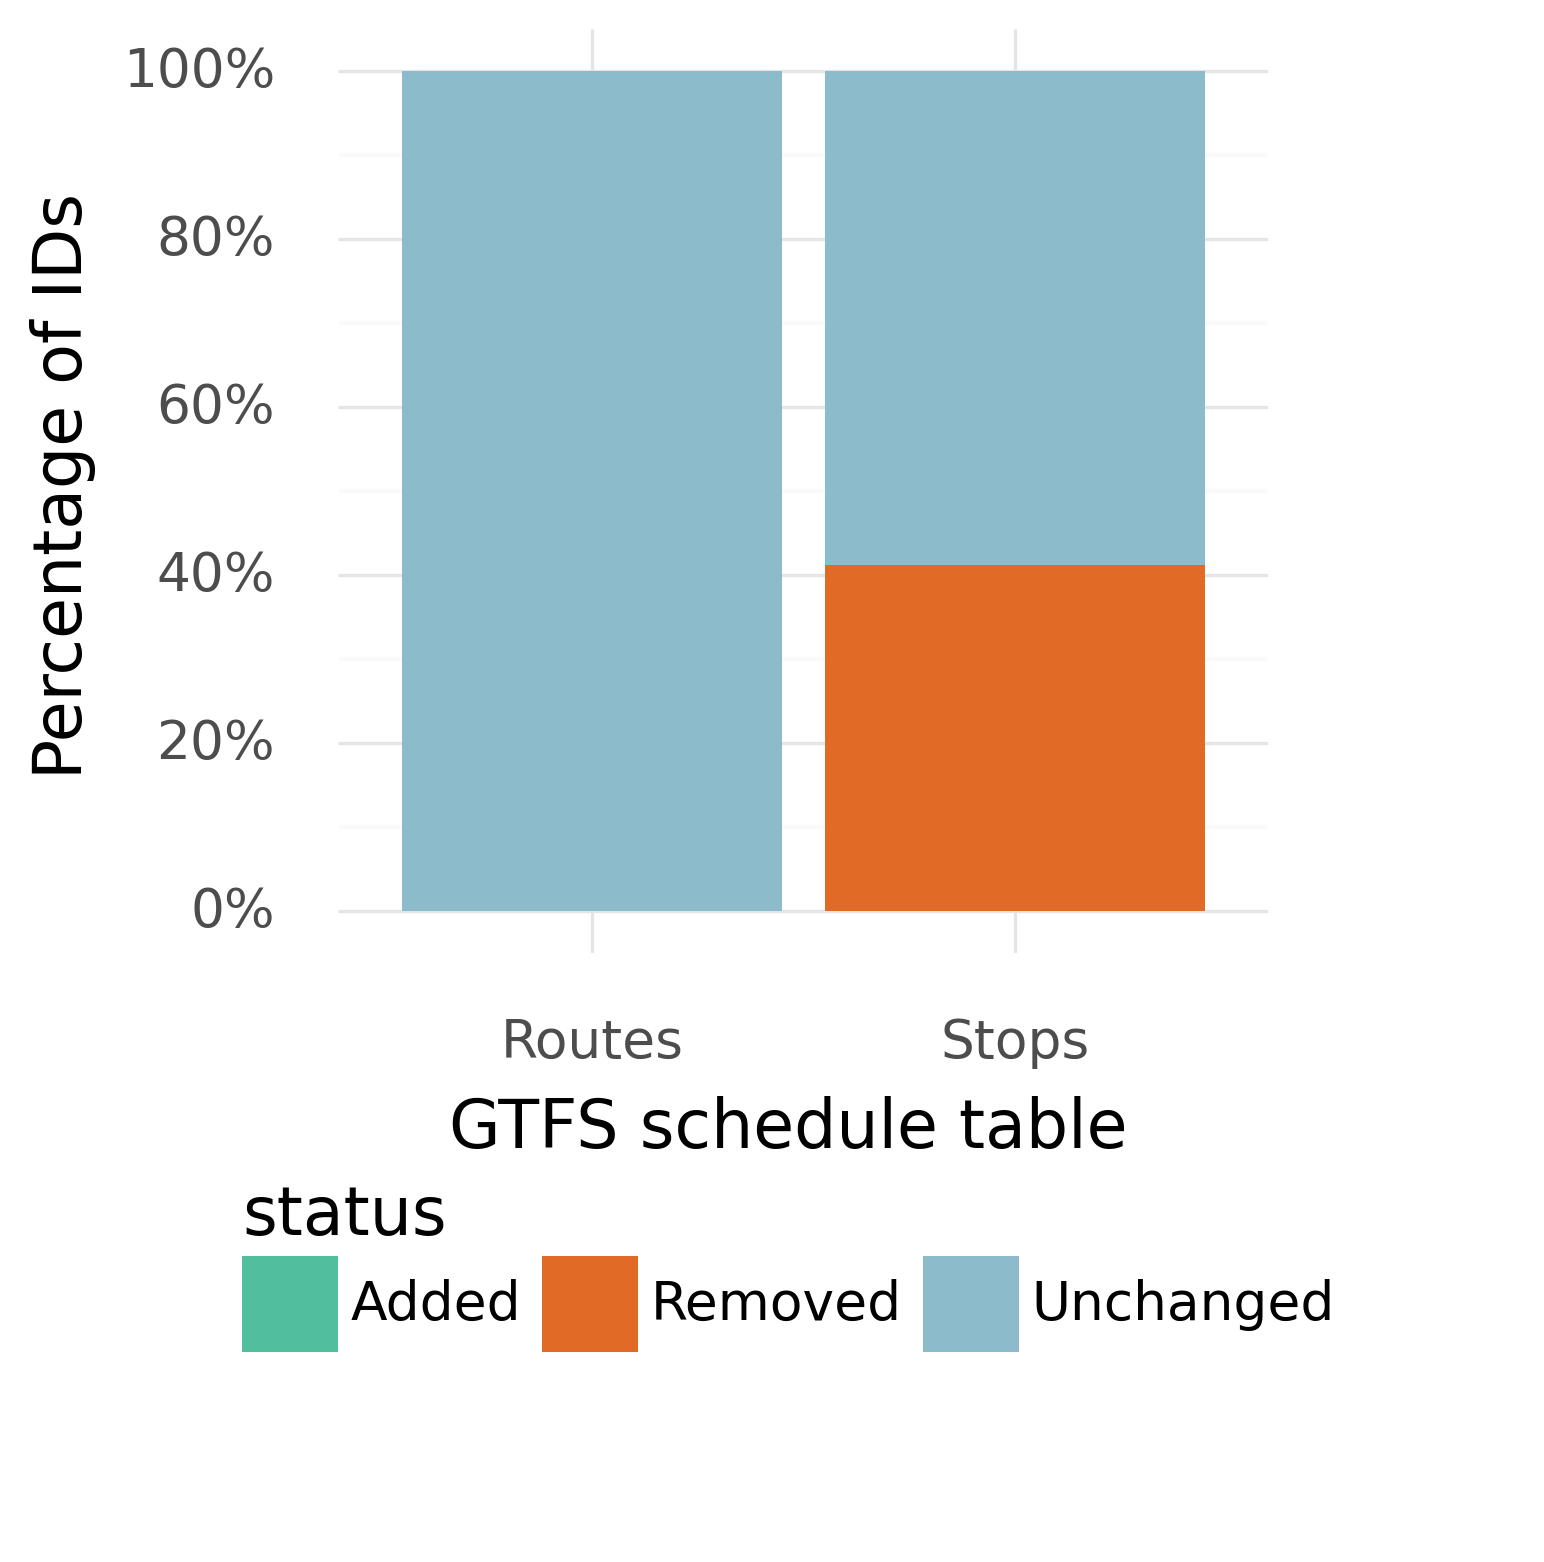 Percentage of IDs
100%
80%
60%
40%
20%
0%
Routes Stops
GTFS schedule table
status
Added Removed Unchanged